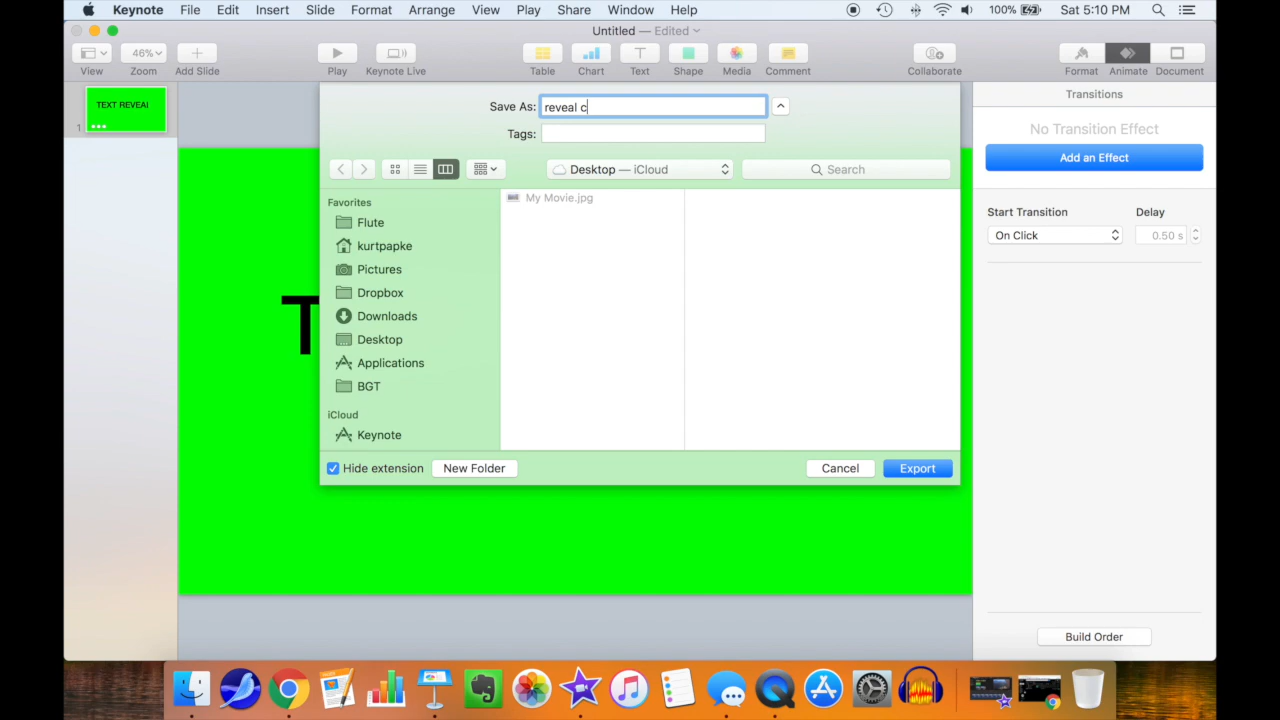 Keynote File Edit Insert Slide Format Arrange View Play Share Window Help 100% Sat 5:10 PM
Untitled — Edited
46%
View Zoom Add Slide Play Keynote Live Table Chart Text Shape Media Comment Collaborate Format Animate Document
TEXT REVEAL
1
T
Save As: reveal c
Tags:
Desktop — iCloud
Search
Favorites
Flute
kurtpapke
Pictures
Dropbox
Downloads
Desktop
Applications
BGT
iCloud
Keynote
My Movie.jpg
Hide extension New Folder Cancel Export
Transitions
No Transition Effect
Add an Effect
Start Transition Delay
On Click 0.50 s
Build Order